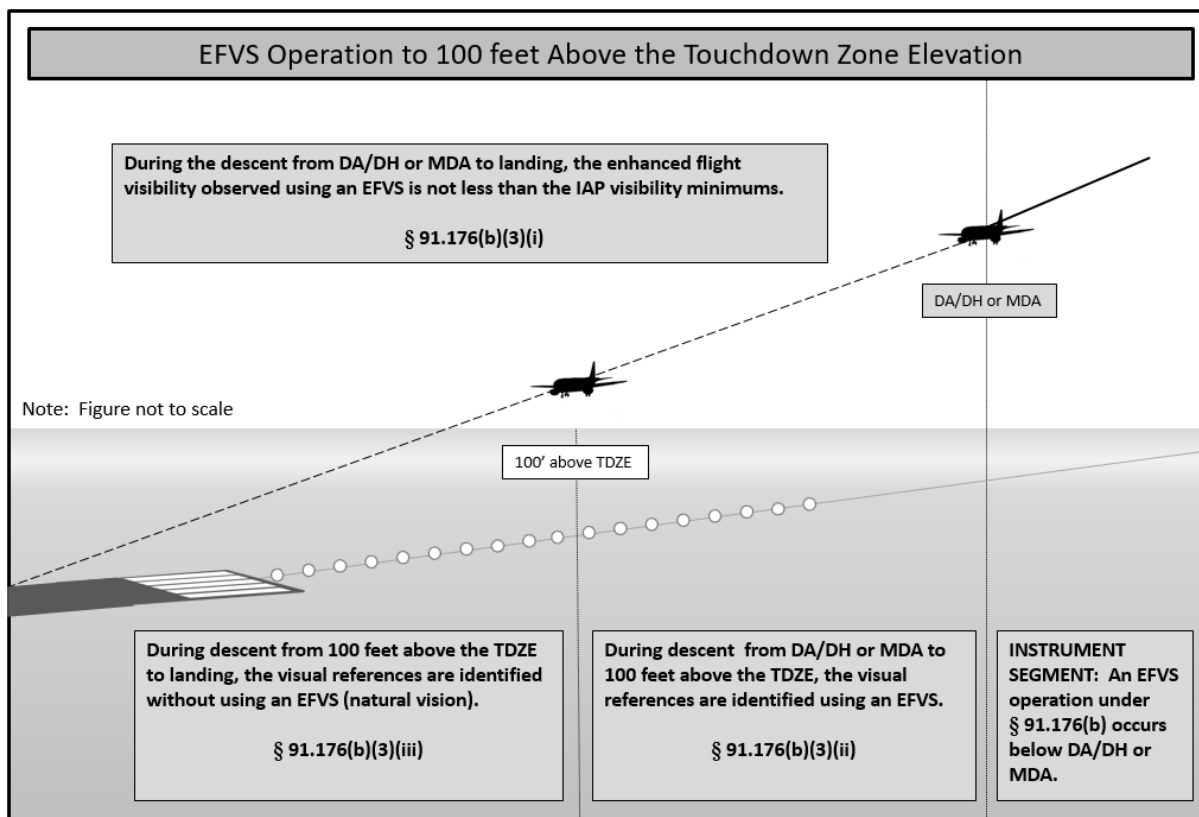 EFVS Operation to 100 feet Above the Touchdown Zone Elevation
During the descent from DA/DH or MDA to landing, the enhanced flight
visibility observed using an EFVS is not less than the IAP visibility minimums.
§ 91.176(b)(3)(i)
DA/DH or MDA
Note:  Figure not to scale
100' above TDZE
During descent from 100 feet above the TDZE
to landing, the visual references are identified
without using an EFVS (natural vision).
§ 91.176(b)(3)(iii)
During descent  from DA/DH or MDA to
100 feet above the TDZE, the visual
references are identified using an EFVS.
§ 91.176(b)(3)(ii)
INSTRUMENT
SEGMENT:  An EFVS
operation under
§ 91.176(b) occurs
below DA/DH or
MDA.